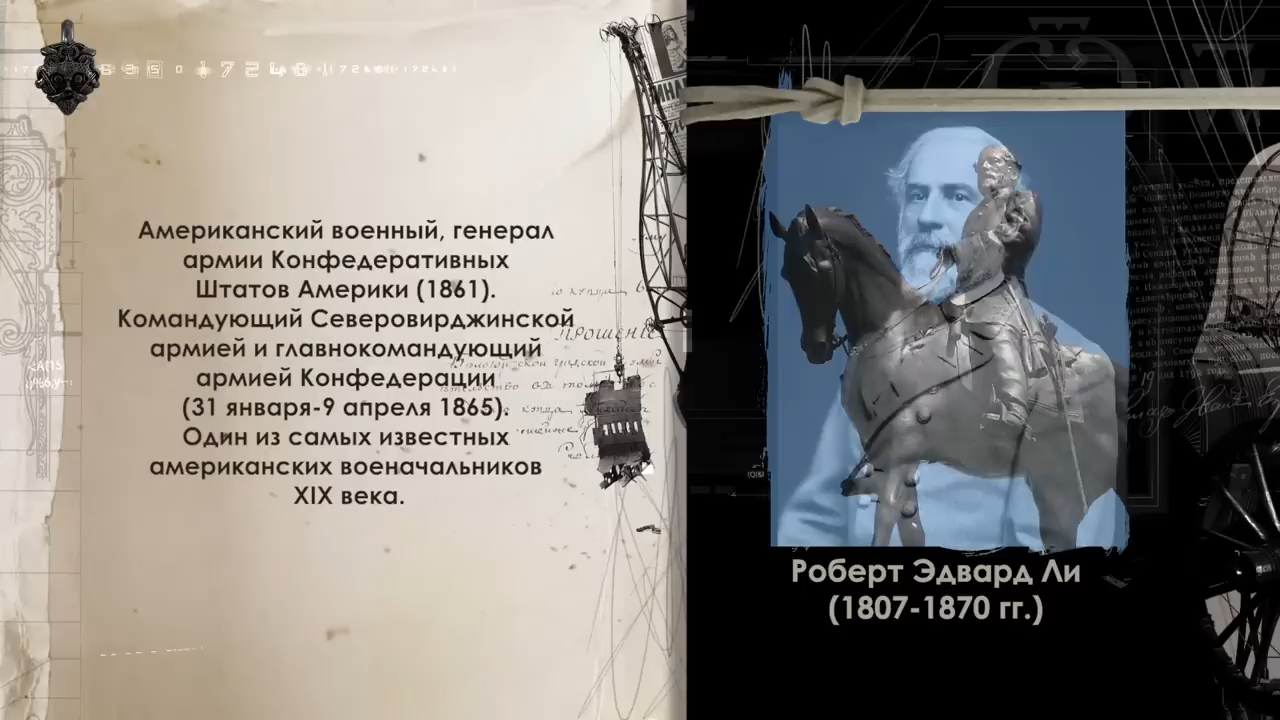 Американский военный, генерал
армии Конфедеративных
Штатов Америки (1861).
Командующий Северовирджинской
армией и главнокомандующий
армией Конфедерации
(31 января-9 апреля 1865).
Один из самых известных
американских военачальников
XIX века.
Роберт Эдвард Ли
(1807-1870 гг.)